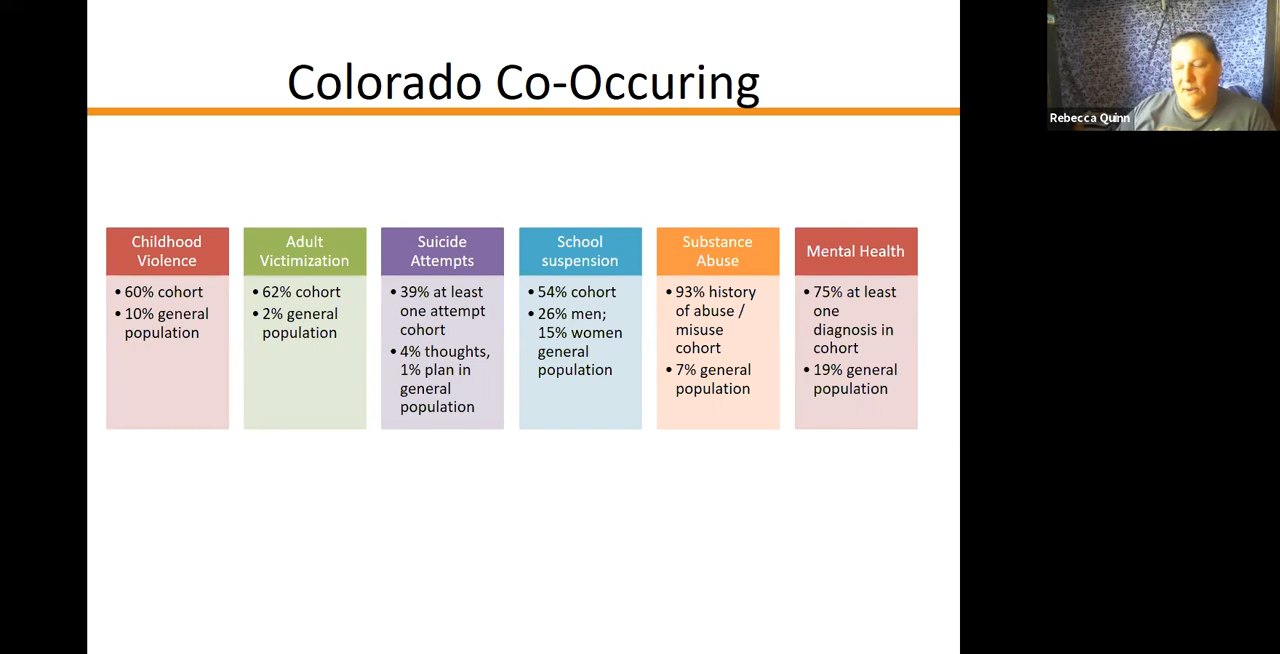 Colorado Co-Occuring
Rebecca Quinn
Childhood
Violence
• 60% cohort
• 10% general
population
Adult
Victimization
• 62% cohort
• 2% general
population
Suicide
Attempts
• 39% at least
one attempt
cohort
• 4% thoughts,
1% plan in
general
population
School
suspension
• 54% cohort
• 26% men;
15% women
general
population
Substance
Abuse
• 93% history
of abuse /
misuse
cohort
• 7% general
population
Mental Health
• 75% at least
one
diagnosis in
cohort
• 19% general
population